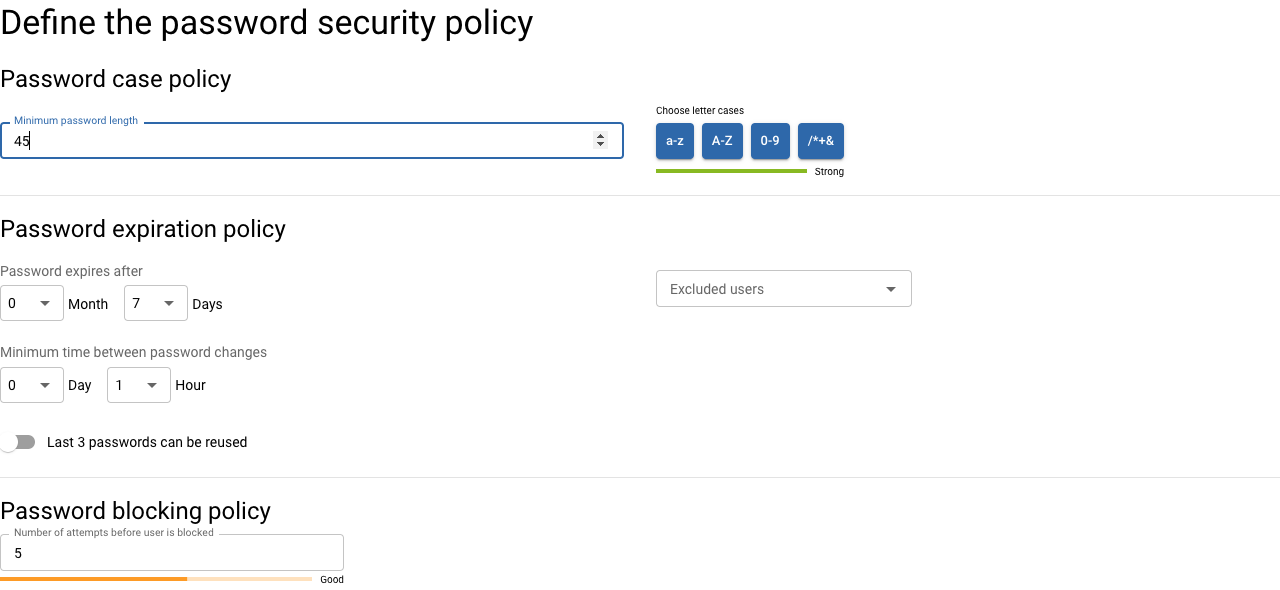 Define the password security policy
Password case policy
Minimum password length
45
Choose letter cases
a-z A-Z 0-9 /*+&
Strong
Password expiration policy
Password expires after
0 Month 7 Days
Excluded users
Minimum time between password changes
0 Day 1 Hour
Last 3 passwords can be reused
Password blocking policy
Number of attempts before user is blocked
5
Good